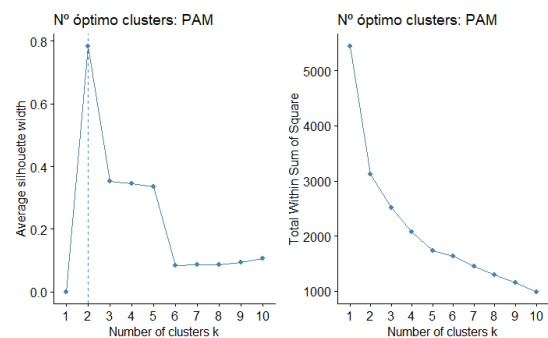 Nº óptimo clusters: PAM
Average silhouette width
0.8
0.6
0.4
0.2
0.0
1 2 3 4 5 6 7 8 9 10
Number of clusters k
Nº óptimo clusters: PAM
Total Within Sum of Square
5000
4000
3000
2000
1000
1 2 3 4 5 6 7 8 9 10
Number of clusters k